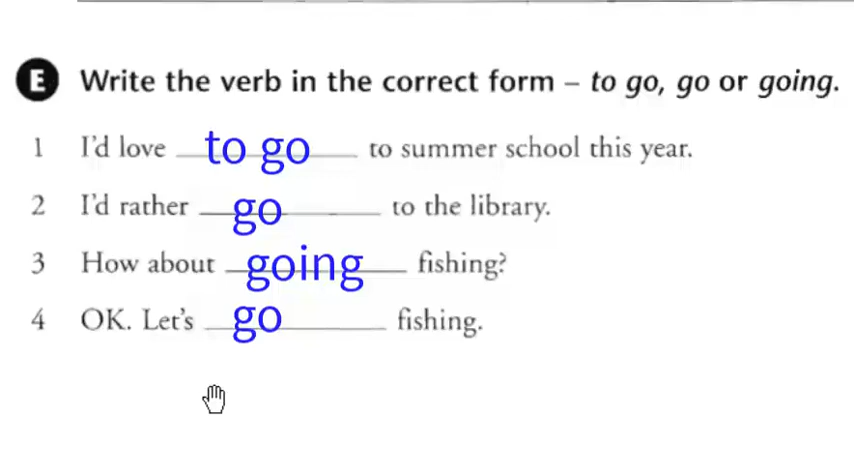 E Write the verb in the correct form – to go, go or going.
1 I'd love to go to summer school this year.
2 I'd rather go to the library.
3 How about going fishing?
4 OK. Let's go fishing.